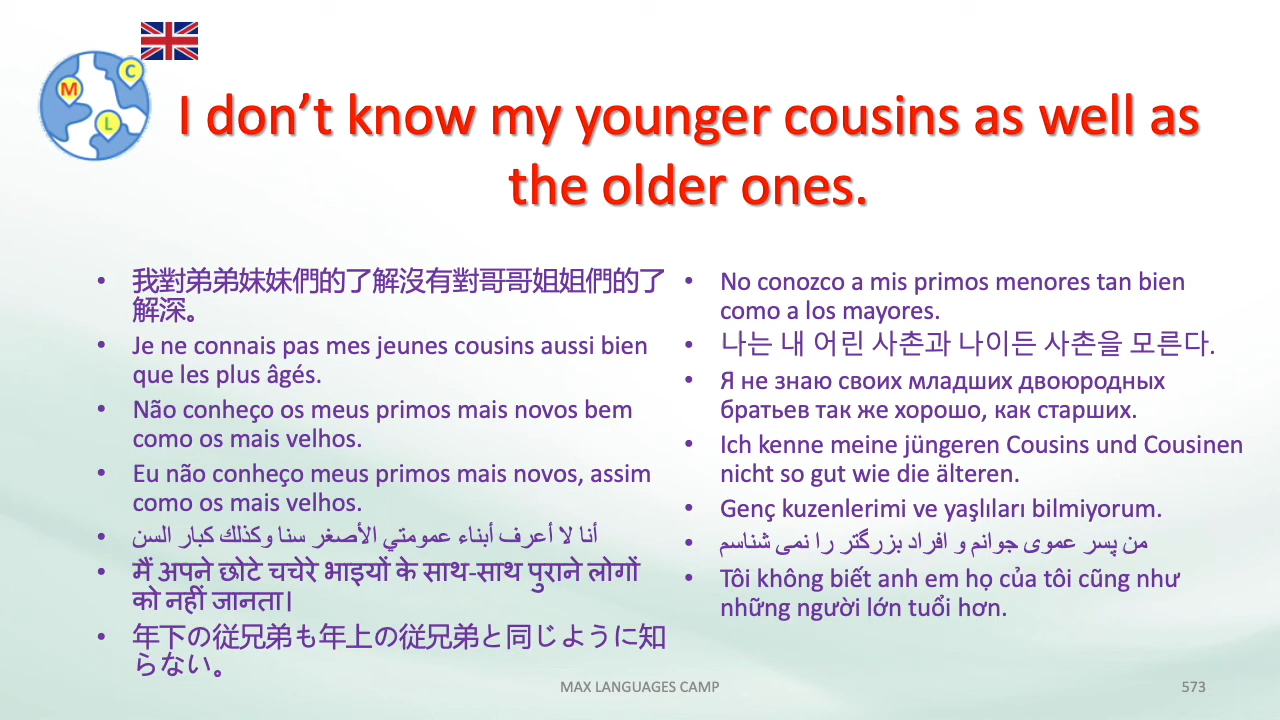 M
C
L
I don’t know my younger cousins as well as
the older ones.
• 我對弟弟妹妹們的了解沒有對哥哥姐姐們的了
解深。
• Je ne connais pas mes jeunes cousins aussi bien
que les plus âgés.
• Não conheço os meus primos mais novos bem
como os mais velhos.
• Eu não conheço meus primos mais novos, assim
como os mais velhos.
• أنا لا أعرف أبناء عمومتي الأصغر سنا وكذلك كبار السن
• मैं अपने छोटे चचेरे भाइयों के साथ-साथ पुराने लोगों
को नहीं जानता।
• 年下の従兄弟も年上の従兄弟と同じように知
らない。
• No conozco a mis primos menores tan bien
como a los mayores.
• 나는 내 어린 사촌과 나이든 사촌을 모른다.
• Я не знаю своих младших двоюродных
братьев так же хорошо, как старших.
• Ich kenne meine jüngeren Cousins und Cousinen
nicht so gut wie die älteren.
• Genç kuzenlerimi ve yaşlıları bilmiyorum.
• من پسر عموی جوانم و افراد بزرگتر را نمی شناسم
• Tôi không biết anh em họ của tôi cũng như
những người lớn tuổi hơn.
MAX LANGUAGES CAMP
573